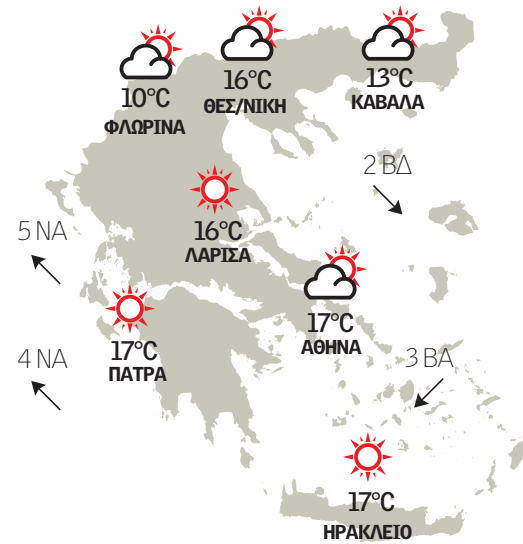 16°C
ΘΕΣ/ΝΙΚΗ
13°C
ΚΑΒΑΛΑ
10°C
ΦΛΩΡΙΝΑ
2 ΒΔ
16°C
ΛΑΡΙΣΑ
5 ΝΑ
17°C
ΑΘΗΝΑ
17°C
ΠΑΤΡΑ
4 ΝΑ
3 ΒΑ
17°C
ΗΡΑΚΛΕΙΟ